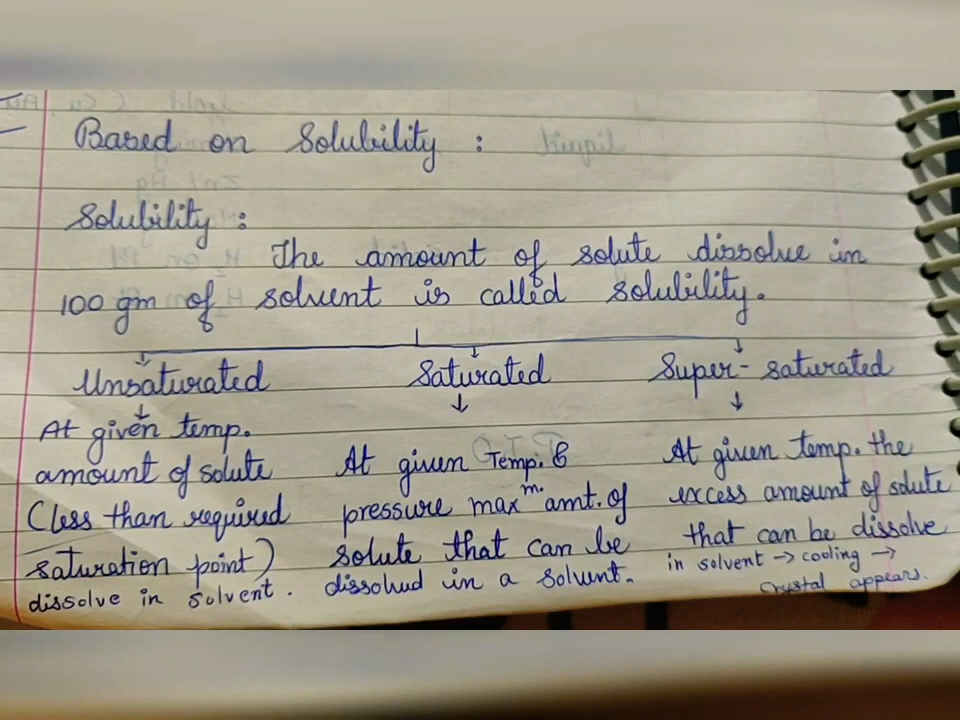 Based on Solubility :
Solubility :
The amount of solute dissolve in
100 gm of solvent is called solubility.
Unsaturated
At given temp.
amount of solute
(less than required
saturation point)
dissolve in solvent.
Saturated
At given Temp. &
pressure maxm. amt. of
solute that can be
dissolved in a solvent.
Super-saturated
At given temp. the
excess amount of solute
that can be dissolve
in solvent → cooling →
crystal appears.